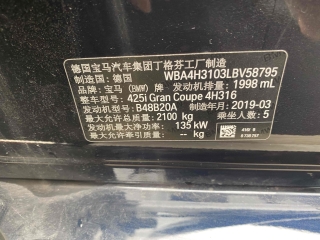 德国宝马汽车集团丁格芬工厂制造
制造国：德国 WBA4H3103LBV58795
品牌：宝马（BMW）牌 发动机排量：1998 mL
整车型号：425i Gran Coupe 4H316
发动机型号：B48B20A 制造年月：2019-03
最大允许总质量：2100 kg 乘坐人数：5
发动机最大净功率：135 kW
最大允许牵引质量：-- kg